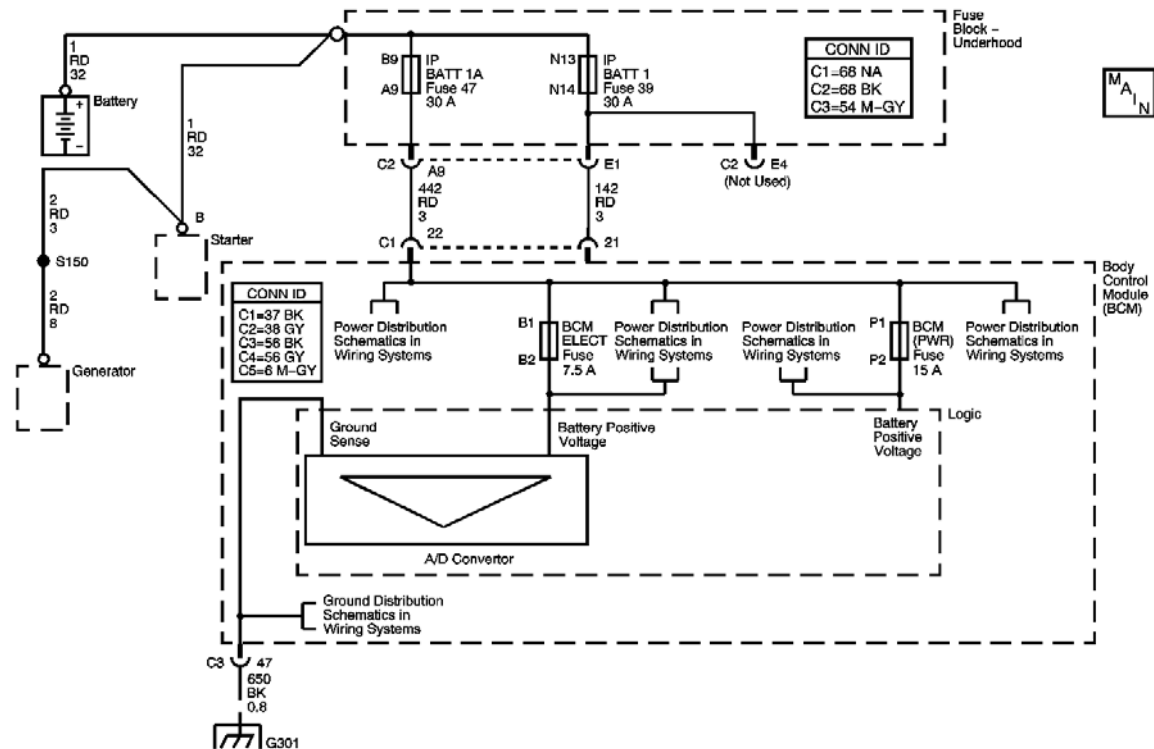 Fuse
Block –
Underhood
CONN ID
C1=68 NA
C2=68 BK
C3=54 M–GY
M
A
I
N
1
RD
32
Battery
+
–
B9
A9
IP
BATT 1A
Fuse 47
30 A
N13
N14
IP
BATT 1
Fuse 39
30 A
1
RD
32
C2
A9
E1
C2
E4
(Not Used)
442
RD
3
142
RD
3
2
RD
3
B
Starter
S150
C1
22
21
2
RD
8
Generator
Body
Control
Module
(BCM)
CONN ID
C1=37 BK
C2=38 GY
C3=56 BK
C4=56 GY
C5=6 M–GY
Power Distribution
Schematics in
Wiring Systems
B1
B2
BCM
ELECT
Fuse
7.5 A
Power Distribution
Schematics in
Wiring Systems
Power Distribution
Schematics in
Wiring Systems
P1
P2
BCM
(PWR)
Fuse
15 A
Power Distribution
Schematics in
Wiring Systems
Logic
Ground
Sense
Battery Positive
Voltage
Battery
Positive
Voltage
A/D Convertor
Ground Distribution
Schematics in
Wiring Systems
C3
47
650
BK
0.8
G301